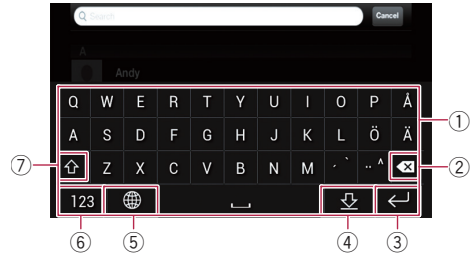 Search
Cancel
A
Andy
Q W E R T Y U I O P Å
A S D F G H J K L Ö Ä
Z X C V B N M ´ ` ¨ ^
123
①
②
③
④
⑤
⑥
⑦